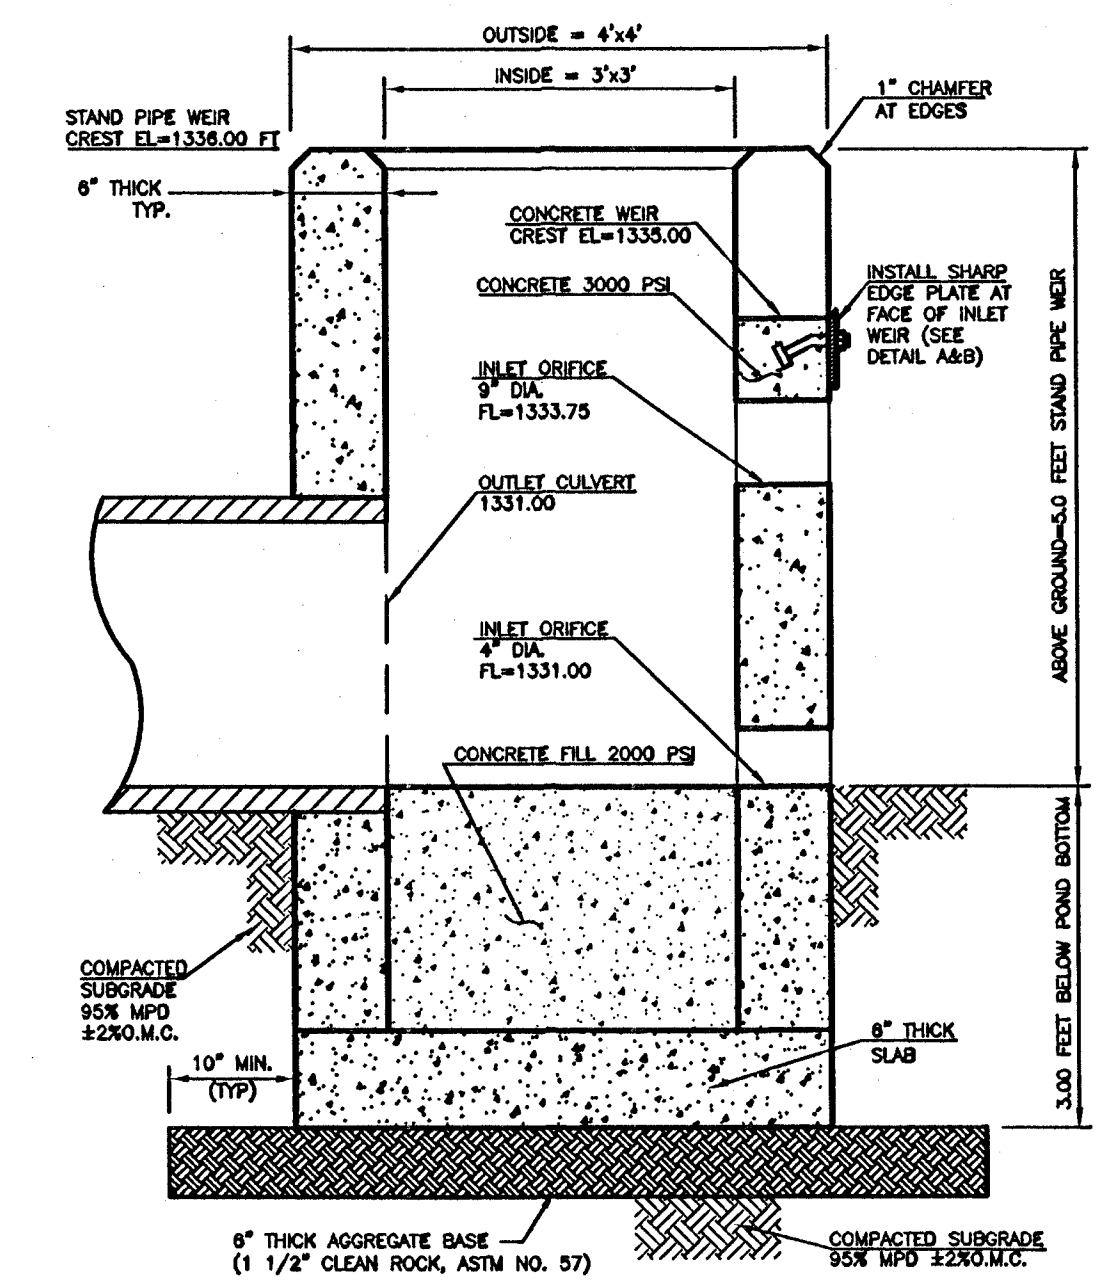 OUTSIDE = 4'x4'
INSIDE = 3'x3'
1" CHAMFER
AT EDGES
STAND PIPE WEIR
CREST EL=1336.00 FT
6" THICK
TYP.
CONCRETE WEIR
CREST EL=1335.00
CONCRETE 3000 PSI
INSTALL SHARP
EDGE PLATE AT
FACE OF INLET
WEIR (SEE
DETAIL A&B)
INLET ORIFICE
9" DIA.
FL=1333.75
OUTLET CULVERT
1331.00
ABOVE GROUND=5.0 FEET STAND PIPE WEIR
INLET ORIFICE
4" DIA.
FL=1331.00
CONCRETE FILL 2000 PSI
3.00 FEET BELOW POND BOTTOM
COMPACTED
SUBGRADE
95% MPD
±2%O.M.C.
6" THICK
SLAB
10" MIN.
(TYP)
6" THICK AGGREGATE BASE
(1 1/2" CLEAN ROCK, ASTM NO. 57)
COMPACTED SUBGRADE
95% MPD ±2%O.M.C.